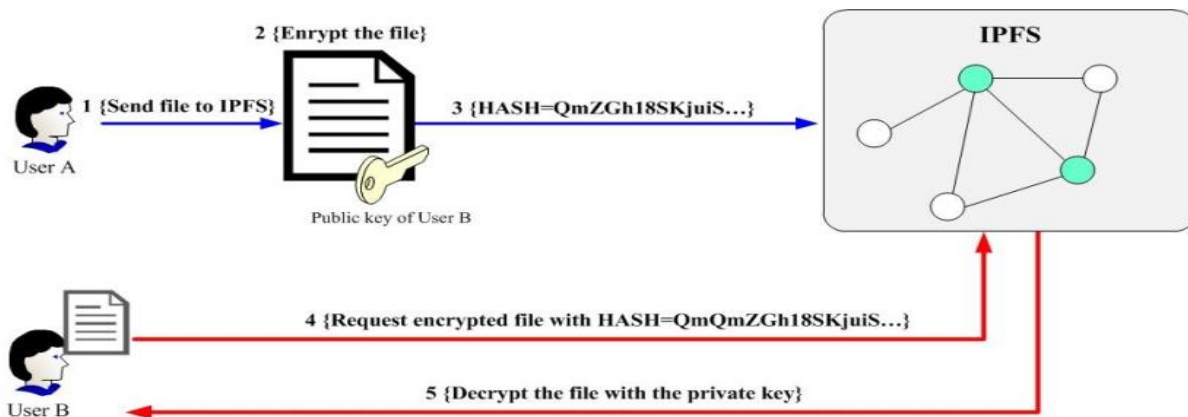 2 {Enrypt the file}
IPFS
1 {Send file to IPFS}
3 {HASH=QmZGh18SKjuiS…}
User A
Public key of User B
4 {Request encrypted file with HASH=QmQmZGh18SKjuiS…}
5 {Decrypt the file with the private key}
User B